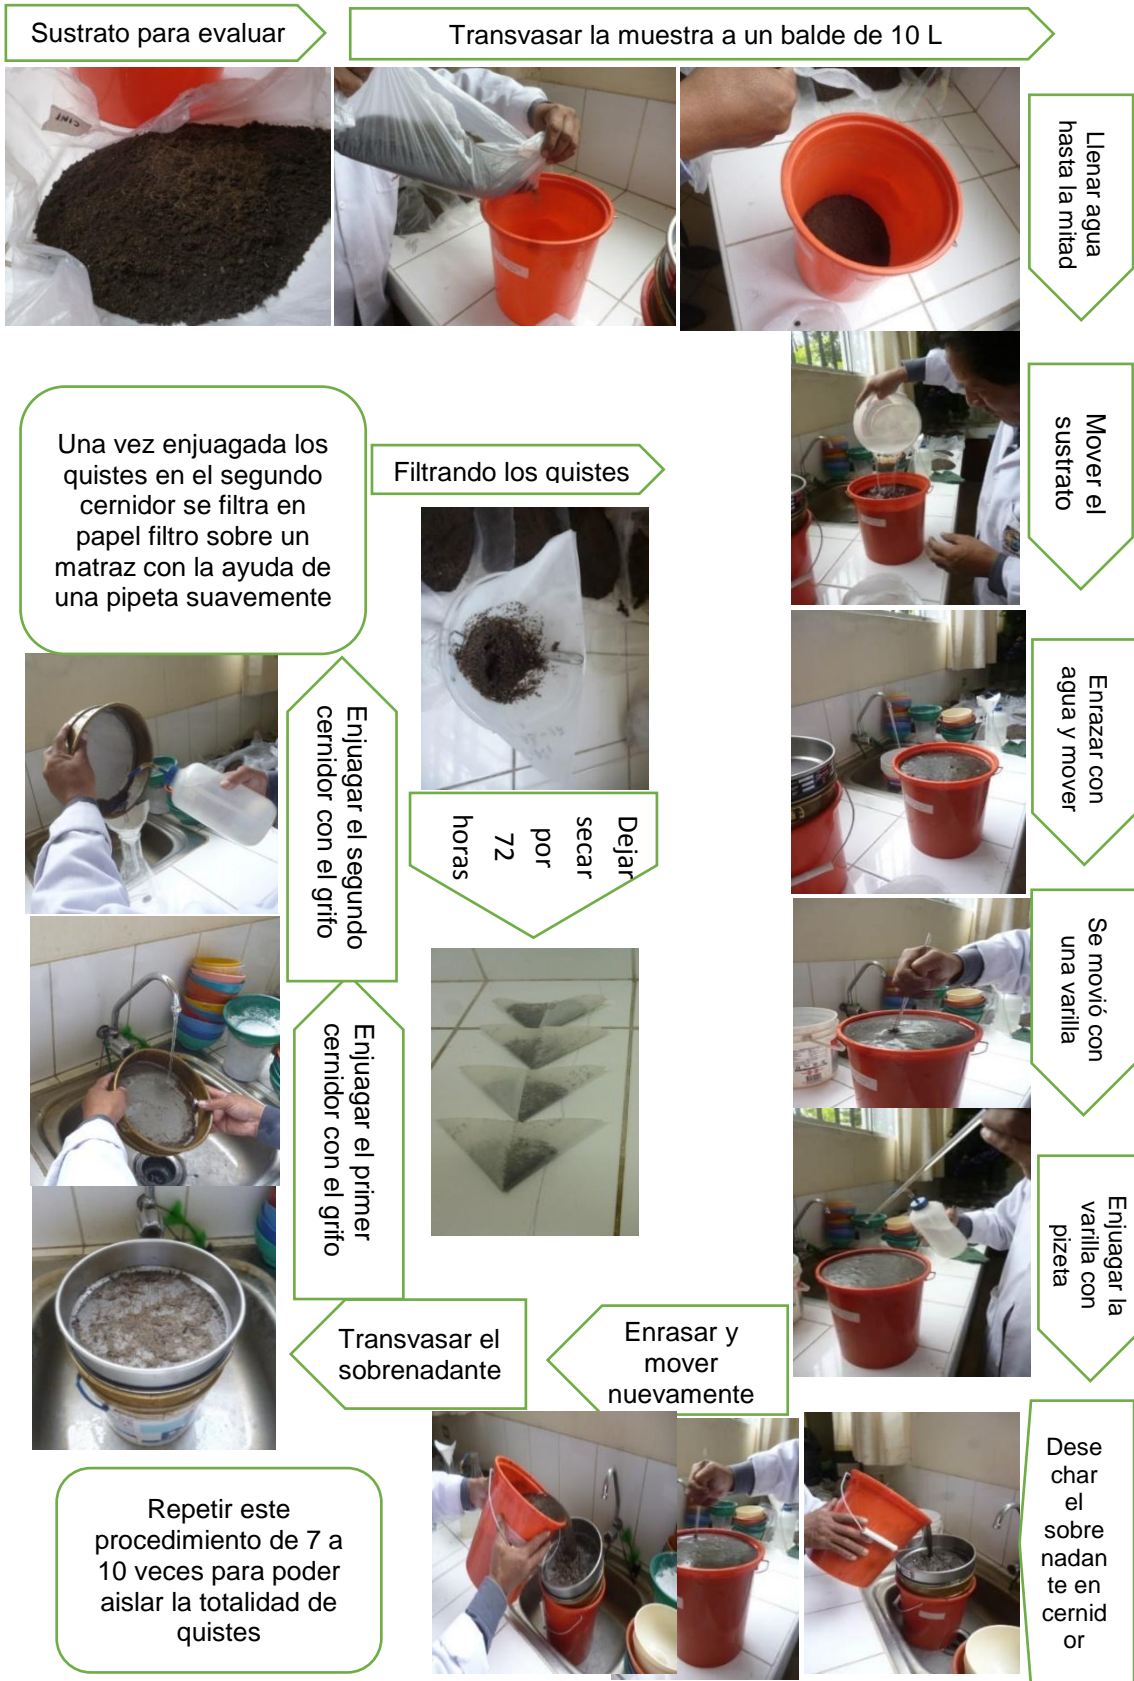 Sustrato para evaluar
Transvasar la muestra a un balde de 10 L
Llenar agua
hasta la mitad
Mover el
sustrato
Enrazar con
agua y mover
Se movió con
una varilla
Enjuagar la
varilla con
pizeta
Dese
char
el
sobre
nadan
te en
cernid
or
Enrasar y
mover
nuevamente
Transvasar el
sobrenadante
Repetir este
procedimiento de 7 a
10 veces para poder
aislar la totalidad de
quistes
Enjuagar el primer
cernidor con el grifo
Enjuagar el segundo
cernidor con el grifo
Una vez enjuagada los
quistes en el segundo
cernidor se filtra en
papel filtro sobre un
matraz con la ayuda de
una pipeta suavemente
Filtrando los quistes
Dejar
secar
por
72
horas